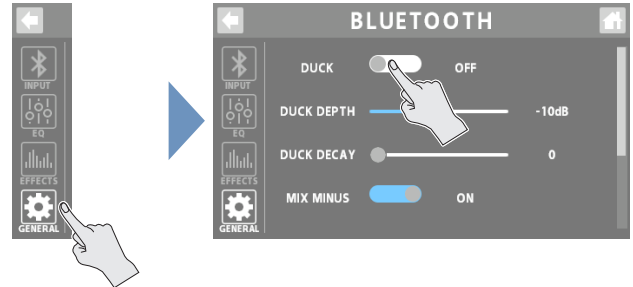 INPUT
EQ
EFFECTS
GENERAL
BLUETOOTH
INPUT
EQ
EFFECTS
GENERAL
DUCK OFF
DUCK DEPTH -10dB
DUCK DECAY 0
MIX MINUS ON